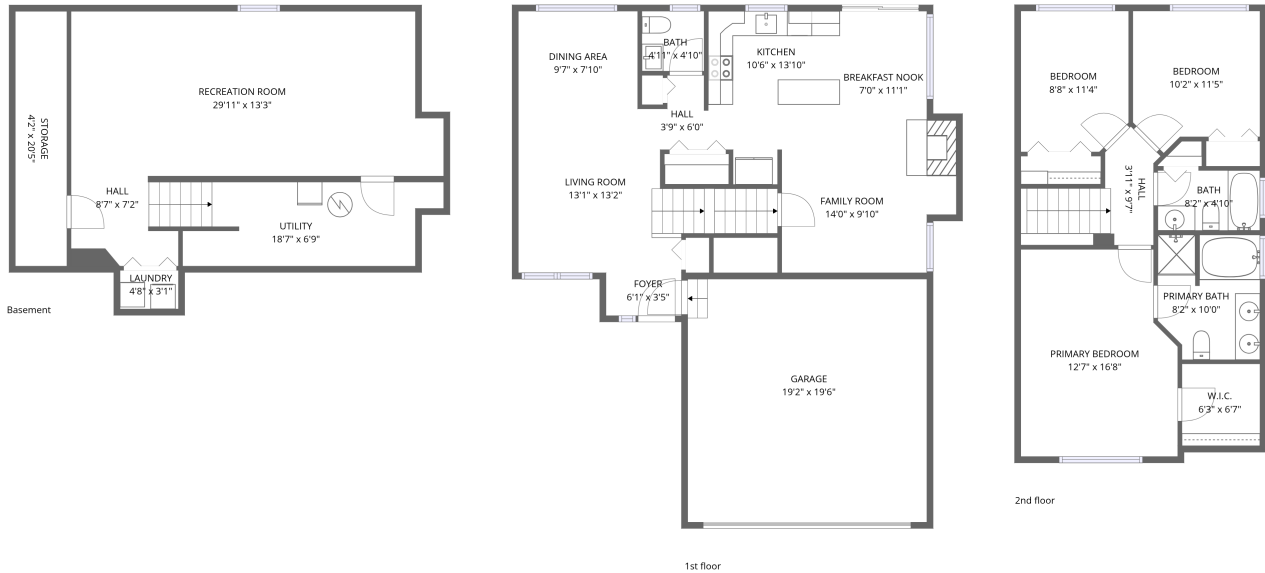 RECREATION ROOM
29'11" x 13'3"
STORAGE
4'2" x 20'5"
HALL
8'7" x 7'2"
UTILITY
18'7" x 6'9"
LAUNDRY
4'8" x 3'1"
Basement
DINING AREA
9'7" x 7'10"
BATH
4'11" x 4'10"
KITCHEN
10'6" x 13'10"
BREAKFAST NOOK
7'0" x 11'1"
HALL
3'9" x 6'0"
LIVING ROOM
13'1" x 13'2"
FAMILY ROOM
14'0" x 9'10"
FOYER
6'1" x 3'5"
GARAGE
19'2" x 19'6"
1st floor
BEDROOM
8'8" x 11'4"
BEDROOM
10'2" x 11'5"
HALL
3'11" x 9'7"
BATH
8'2" x 4'10"
PRIMARY BATH
8'2" x 10'0"
PRIMARY BEDROOM
12'7" x 16'8"
W.I.C.
6'3" x 6'7"
2nd floor